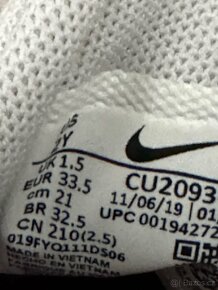 Y
UK 1.5
EUR 33.5
cm 21
BR 32.5
CN 210(2.5)
019FYQ111DS06
MADE IN VIETNAM
CU2093
11/06/19 | 01
UPC 00194272